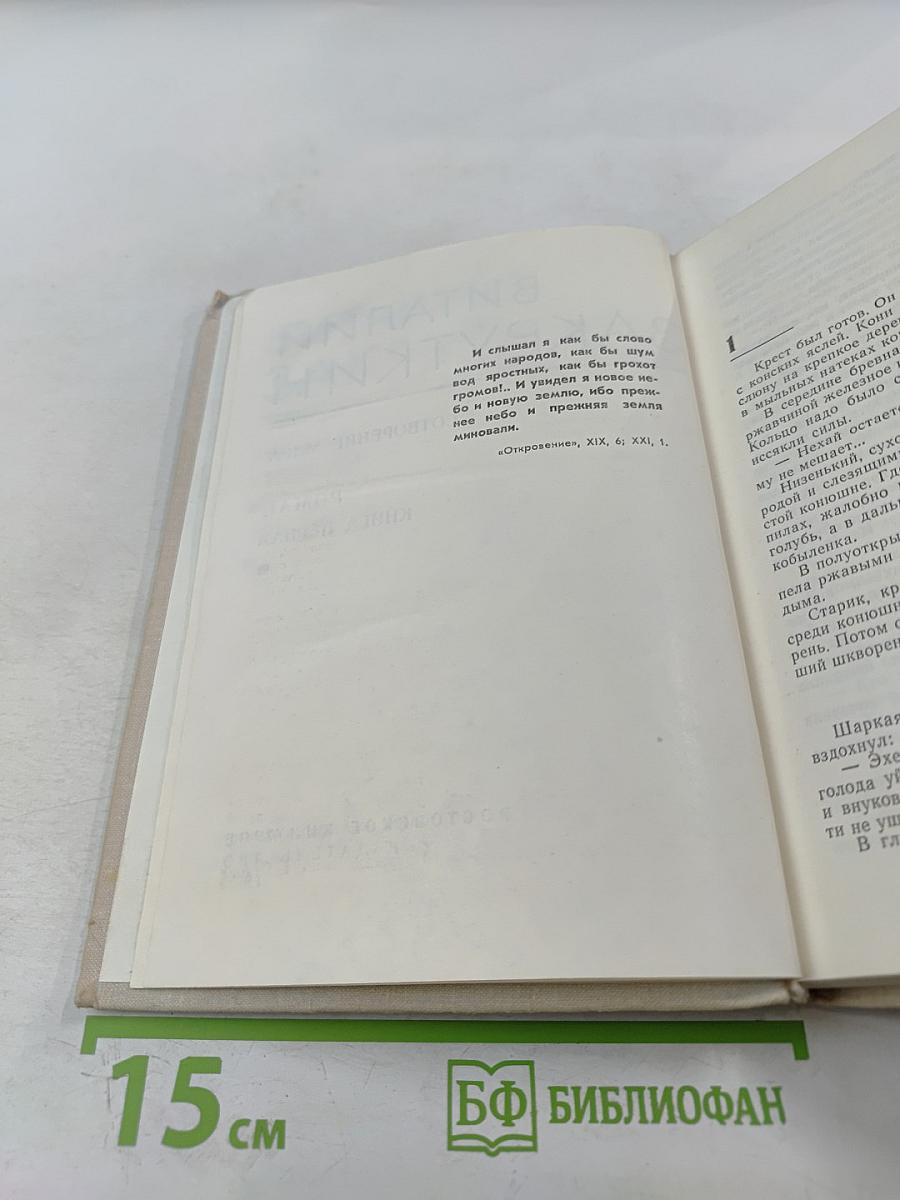 И слышал я как бы слово
многих народов, как бы шум
вод яростных, как бы грохот
громов!.. И увидел я новое не-
бо и новую землю, ибо преж-
нее небо и прежняя земля
миновали.
«Откровение», XIX, 6; XXI, 1.
1
Крест был готов. Он
с конских яслей. Кони
слюну на крепкое дере
в мыльных натеках ко
В середине бревна
ржавчиной железное к
Кольцо надо было с
иссякли силы.
— Нехай остаетс
му не мешает...
Низенький, сухо
родой и слезящими
стой конюшне. Гд
пилах, жалобно
голубь, а в даль
кобыленка.
В полуоткры
пела ржавыми
дыма.
Старик, кр
среди конюшн
рень. Потом с
ший шкворен
Шаркая
вздохнул:
— Эхе
голода уй
и внуков
ти не уш
В гл
15 см
БФ БИБЛИОФАН